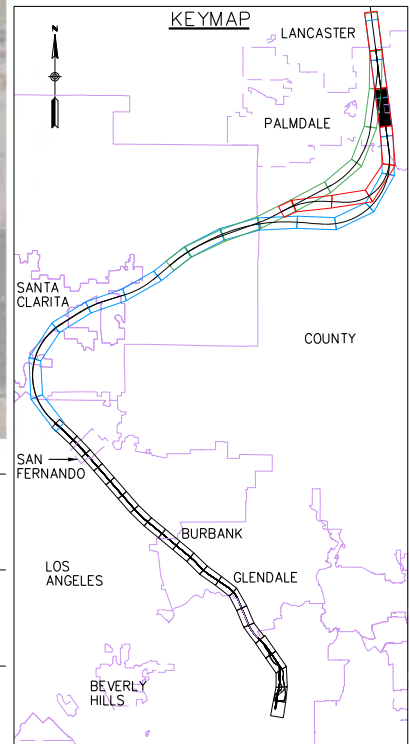 KEYMAP
N
LANCASTER
PALMDALE
SANTA
CLARITA
COUNTY
SAN
FERNANDO
BURBANK
LOS
ANGELES
GLENDALE
BEVERLY
HILLS